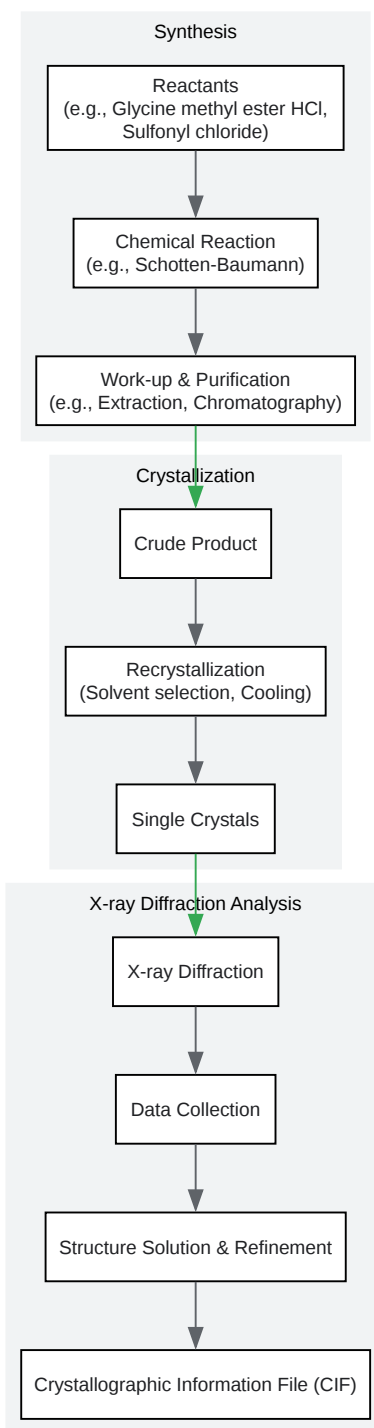 Synthesis
Reactants
(e.g., Glycine methyl ester HCl,
Sulfonyl chloride)
Chemical Reaction
(e.g., Schotten-Baumann)
Work-up & Purification
(e.g., Extraction, Chromatography)
Crystallization
Crude Product
Recrystallization
(Solvent selection, Cooling)
Single Crystals
X-ray Diffraction Analysis
X-ray Diffraction
Data Collection
Structure Solution & Refinement
Crystallographic Information File (CIF)